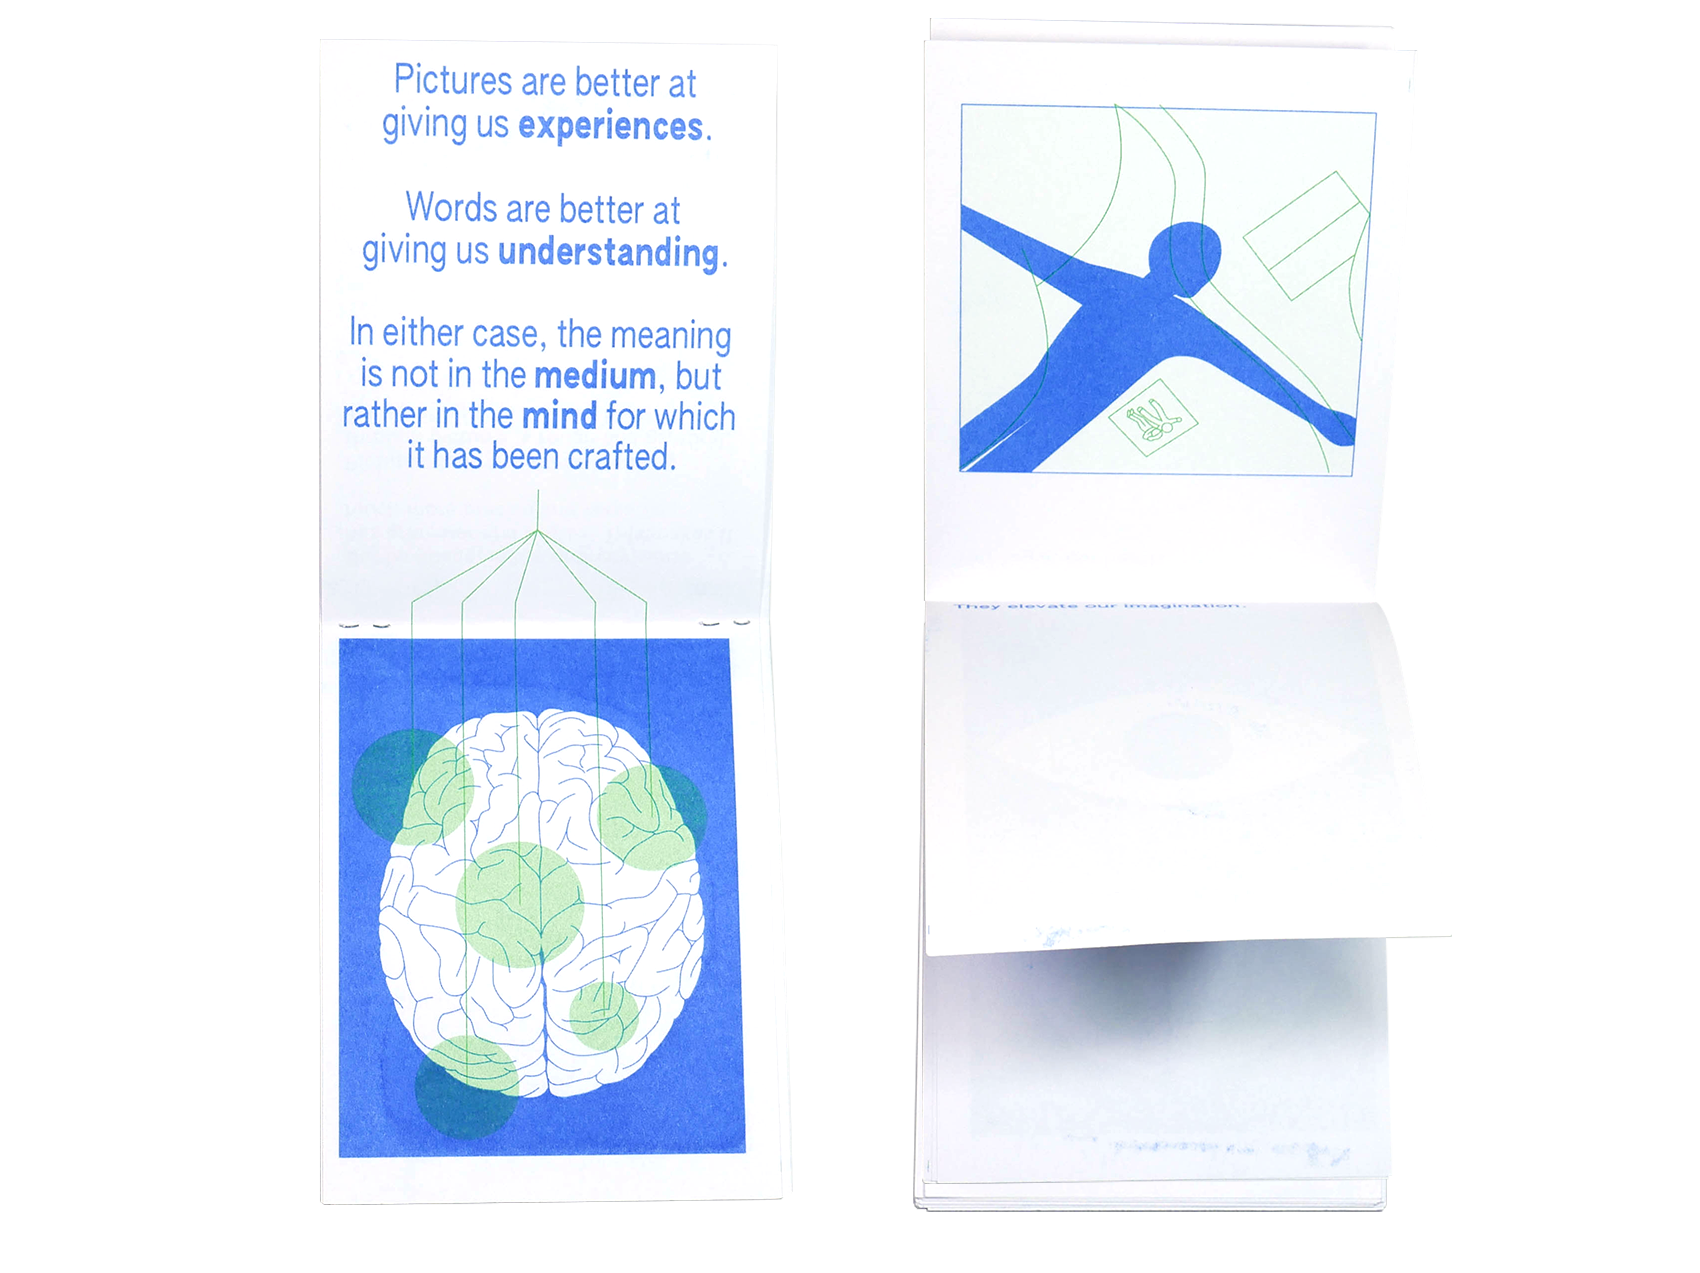 Pictures are better at
giving us experiences.
Words are better at
giving us understanding.
In either case, the meaning
is not in the medium, but
rather in the mind for which
it has been crafted.
They elevate our imagination.